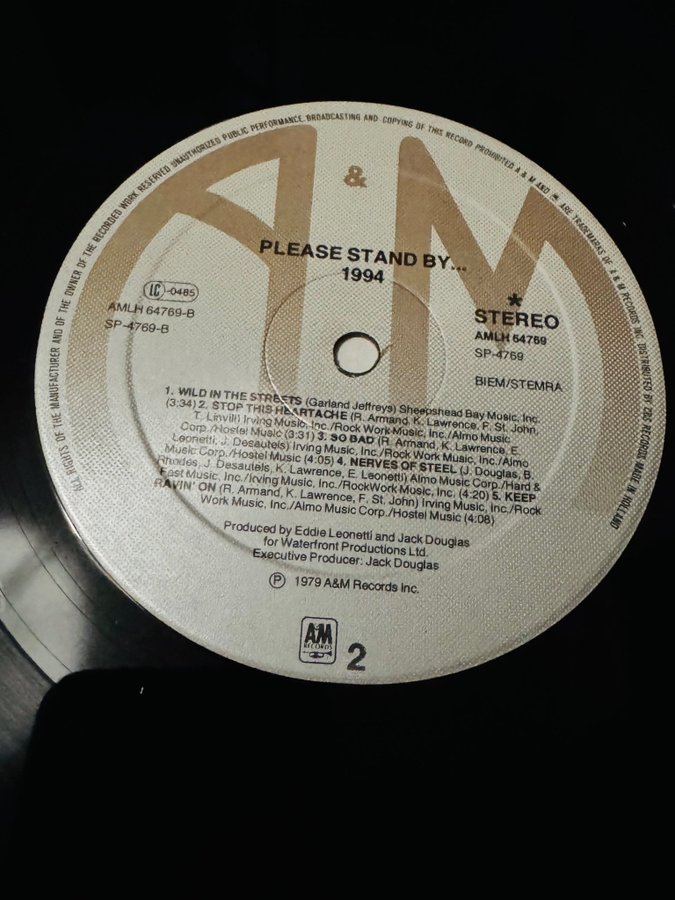 ALL RIGHTS OF THE MANUFACTURER AND OF THE OWNER OF THE RECORDED WORK RESERVED UNAUTHORIZED PUBLIC PERFORMANCE, BROADCASTING AND COPYING OF THIS RECORD PROHIBITED. A & M AND ARE TRADEMARKS OF A & M RECORDS INC. DISTRIBUTED BY CBS RECORDS MADE IN HOLLAND
A & M
PLEASE STAND BY...
1994
LC-0485
AMLH 64769-B
SP-4769-B
*
STEREO
AMLH 64769
SP-4769
BIEM/STEMRA
1. WILD IN THE STREETS (Garland Jeffreys) Sheepshead Bay Music, Inc.
(3:34) 2. STOP THIS HEARTACHE (R. Armand, K. Lawrence, F. St. John,
T. Linvill) Irving Music, Inc./Rock Work Music, Inc./Almo Music
Corp./Hostel Music (3:31) 3. SO BAD (R. Armand, K. Lawrence, E.
Leonetti, J. Desautels) Irving Music, Inc./Rock Work Music, Inc./Almo
Music Corp./Hostel Music (4:05) 4. NERVES OF STEEL (J. Douglas, B.
Rhodes, J. Desautels, K. Lawrence, E. Leonetti) Almo Music Corp./Hard &
Fast Music, Inc./Irving Music, Inc./RockWork Music, Inc. (4:20) 5. KEEP
RAVIN' ON (R. Armand, K. Lawrence, F. St. John) Irving Music, Inc./Rock
Work Music, Inc./Almo Music Corp./Hostel Music (4:08)
Produced by Eddie Leonetti and Jack Douglas
for Waterfront Productions Ltd.
Executive Producer: Jack Douglas
℗ 1979 A&M Records Inc.
A&M
RECORDS
2